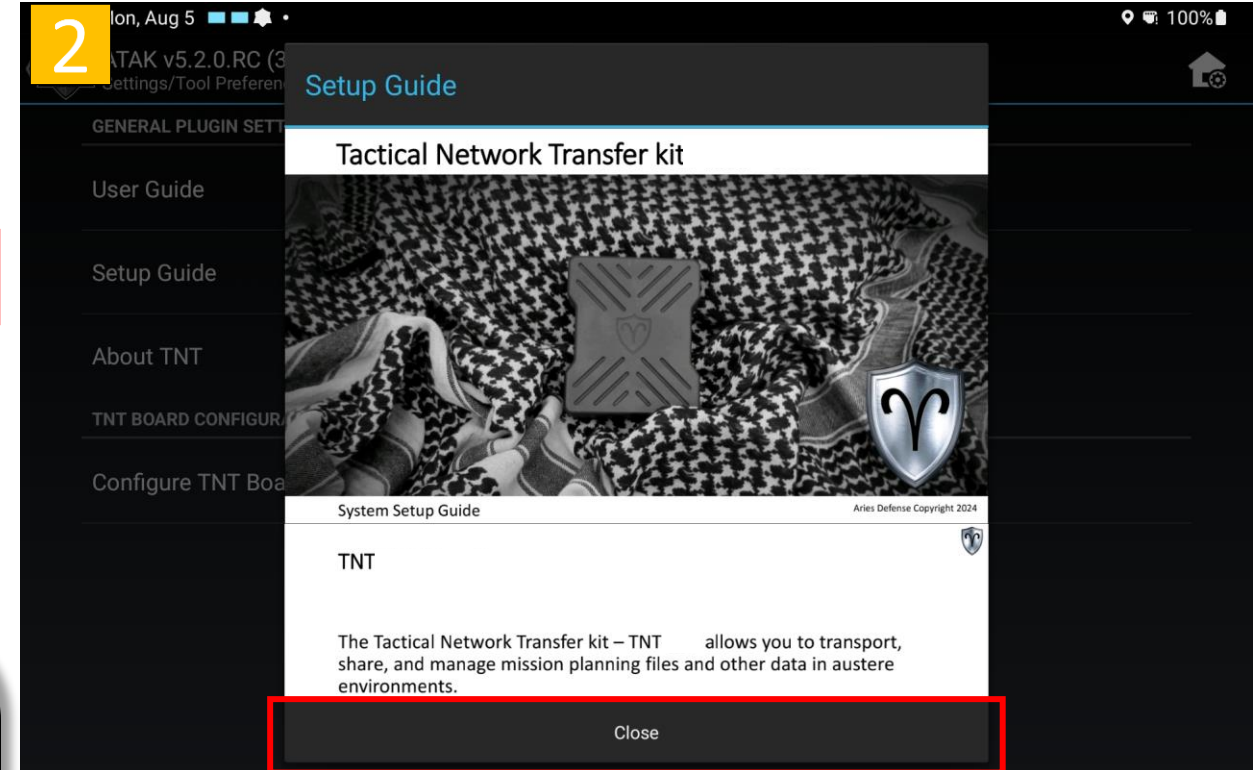 2
lon, Aug 5
100%
ATAK v5.2.0.RC (3
Settings/Tool Preferen
Setup Guide
GENERAL PLUGIN SETT
Tactical Network Transfer kit
User Guide
Setup Guide
About TNT
TNT BOARD CONFIGURA
Configure TNT Boa
System Setup Guide
Aries Defense Copyright 2024
TNT
The Tactical Network Transfer kit – TNT allows you to transport,
share, and manage mission planning files and other data in austere
environments.
Close